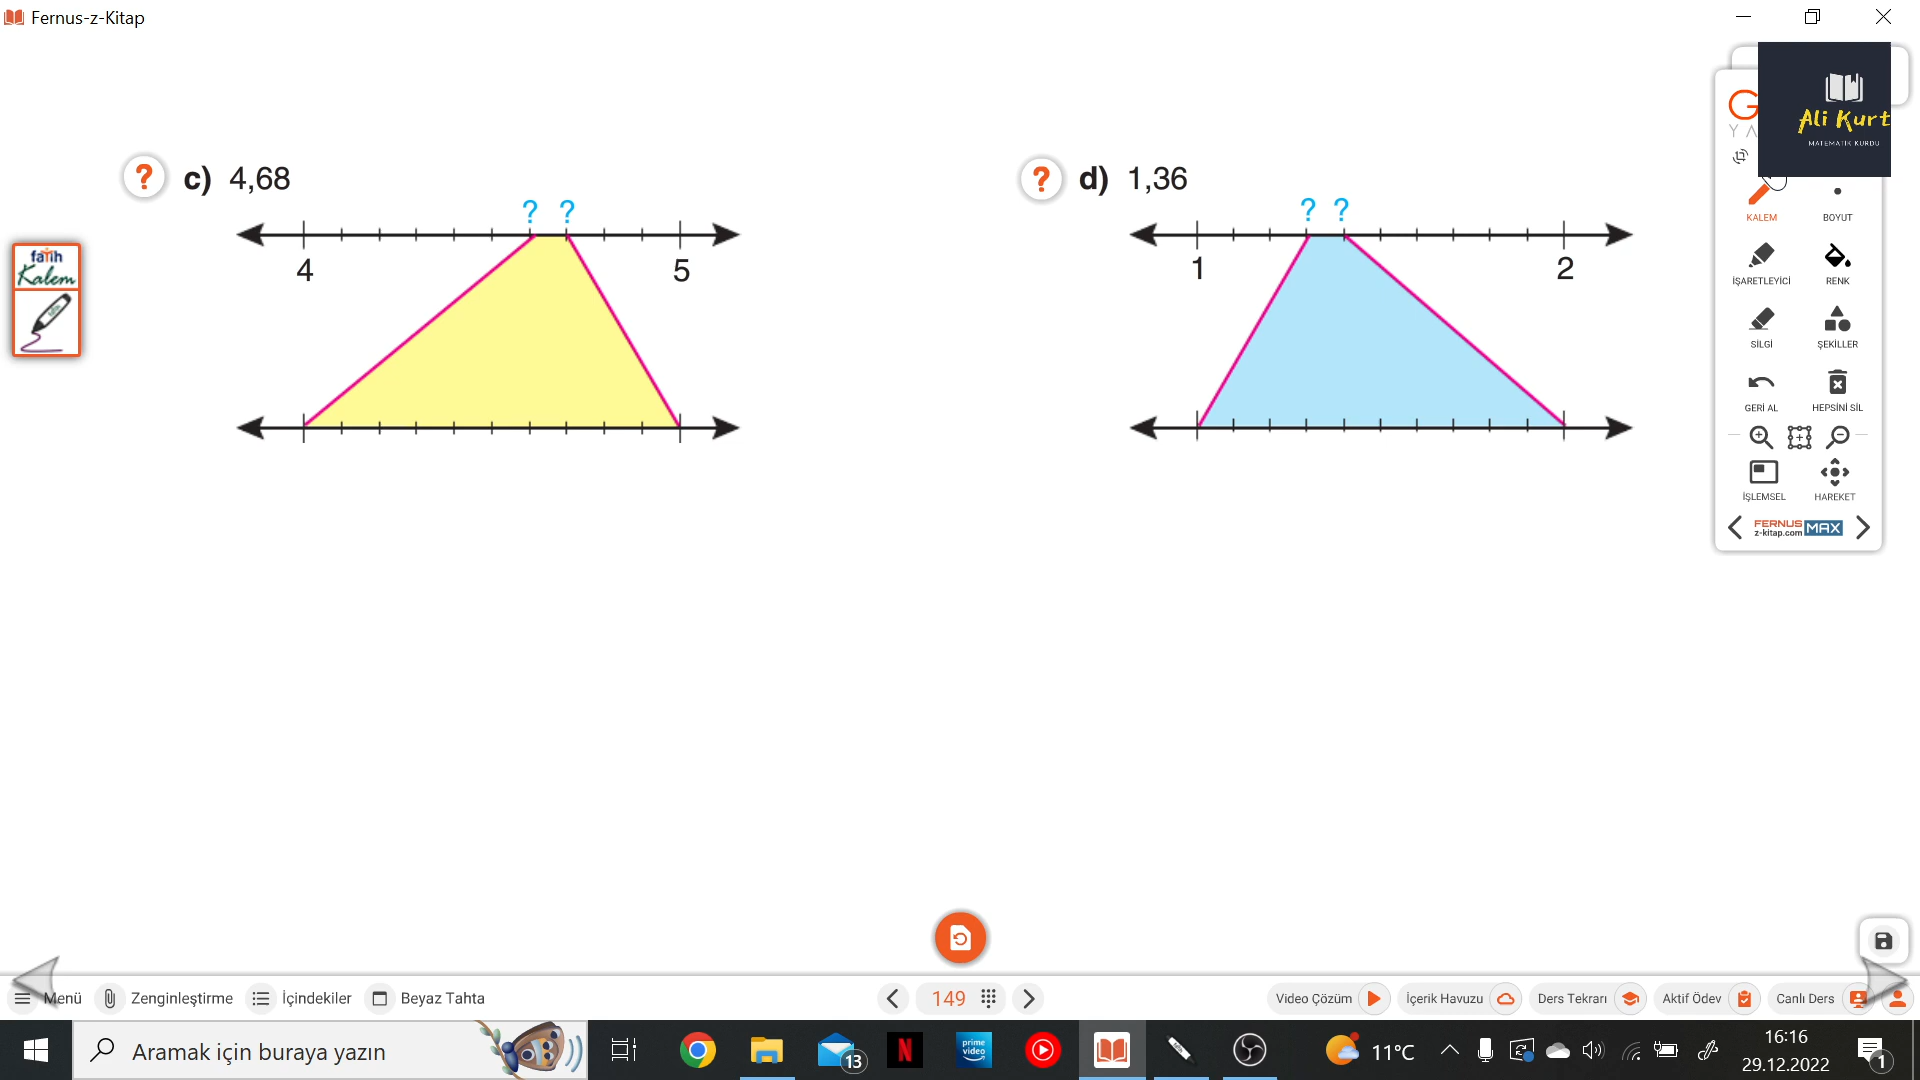 Fernus-z-Kitap
Ali Kurt
MATEMATİK KURDU
G
Y A
? c) 4,68
? ?
4 5
? d) 1,36
? ?
1 2
fatih
Kalem
KALEM BOYUT
İŞARETLEYİCİ RENK
SİLGİ ŞEKİLLER
GERİ AL HEPSİNİ SİL
İŞLEMSEL HAREKET
FERNUS MAX
z-kitap.com
Menü Zenginleştirme İçindekiler Beyaz Tahta 149 Video Çözüm İçerik Havuzu Ders Tekrarı Aktif Ödev Canlı Ders
Aramak için buraya yazın
13
N
prime
video
11°C
16:16
29.12.2022
1